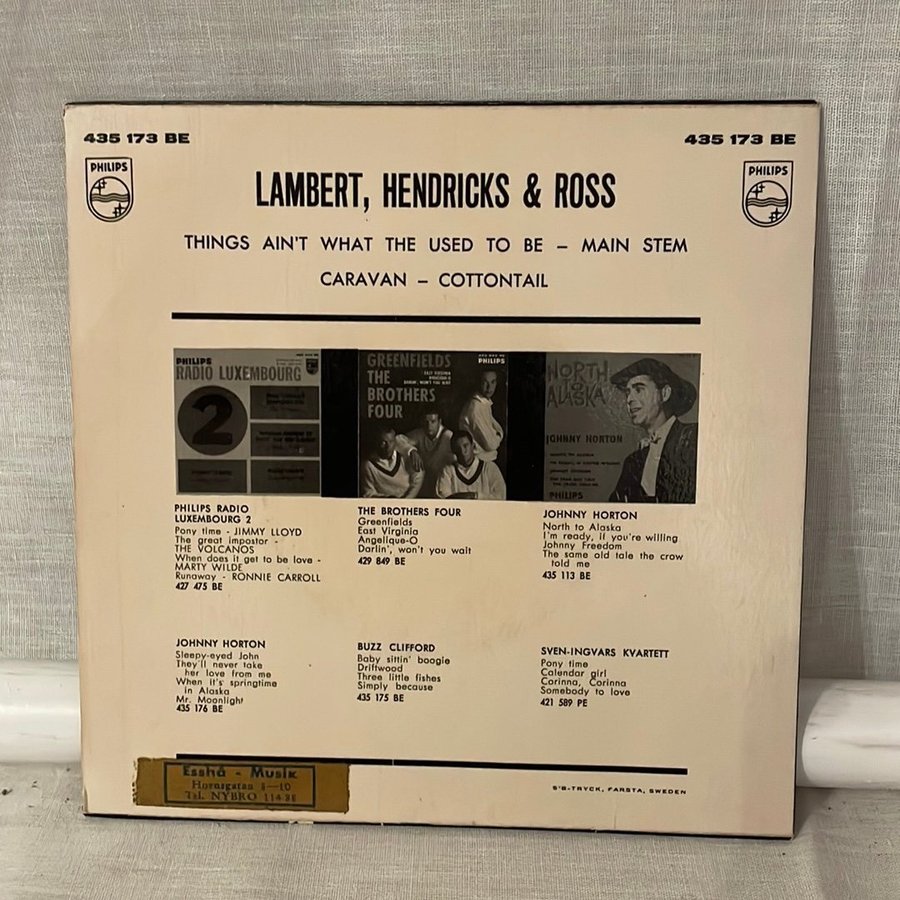 435 173 BE
435 173 BE
PHILIPS
PHILIPS
LAMBERT, HENDRICKS & ROSS
THINGS AIN'T WHAT THE USED TO BE – MAIN STEM
CARAVAN – COTTONTAIL
PHILIPS
RADIO LUXEMBOURG
2
GREENFIELDS
THE
BROTHERS
FOUR
PHILIPS
NORTH
TO
ALASKA
JOHNNY HORTON
PHILIPS
PHILIPS RADIO
LUXEMBOURG 2
Pony time - JIMMY LLOYD
The great impostor -
THE VOLCANOS
When does it get to be love -
MARTY WILDE
Runaway - RONNIE CARROLL
427 475 BE
THE BROTHERS FOUR
Greenfields
East Virginia
Angelique-O
Darlin', won't you wait
429 849 BE
JOHNNY HORTON
North to Alaska
I'm ready, if you're willing
Johnny Freedom
The same old tale the crow
told me
435 113 BE
JOHNNY HORTON
Sleepy-eyed John
They'll never take
her love from me
When it's springtime
in Alaska
Mr. Moonlight
435 176 BE
BUZZ CLIFFORD
Baby sittin' boogie
Driftwood
Three little fishes
Simply because
435 175 BE
SVEN-INGVARS KVARTETT
Pony time
Calendar girl
Corinna, Corinna
Somebody to love
421 589 PE
Esshå - Musik
Hornsgatan 8—10
Tel. NYBRO 114 28
S*B-TRYCK, FARSTA, SWEDEN